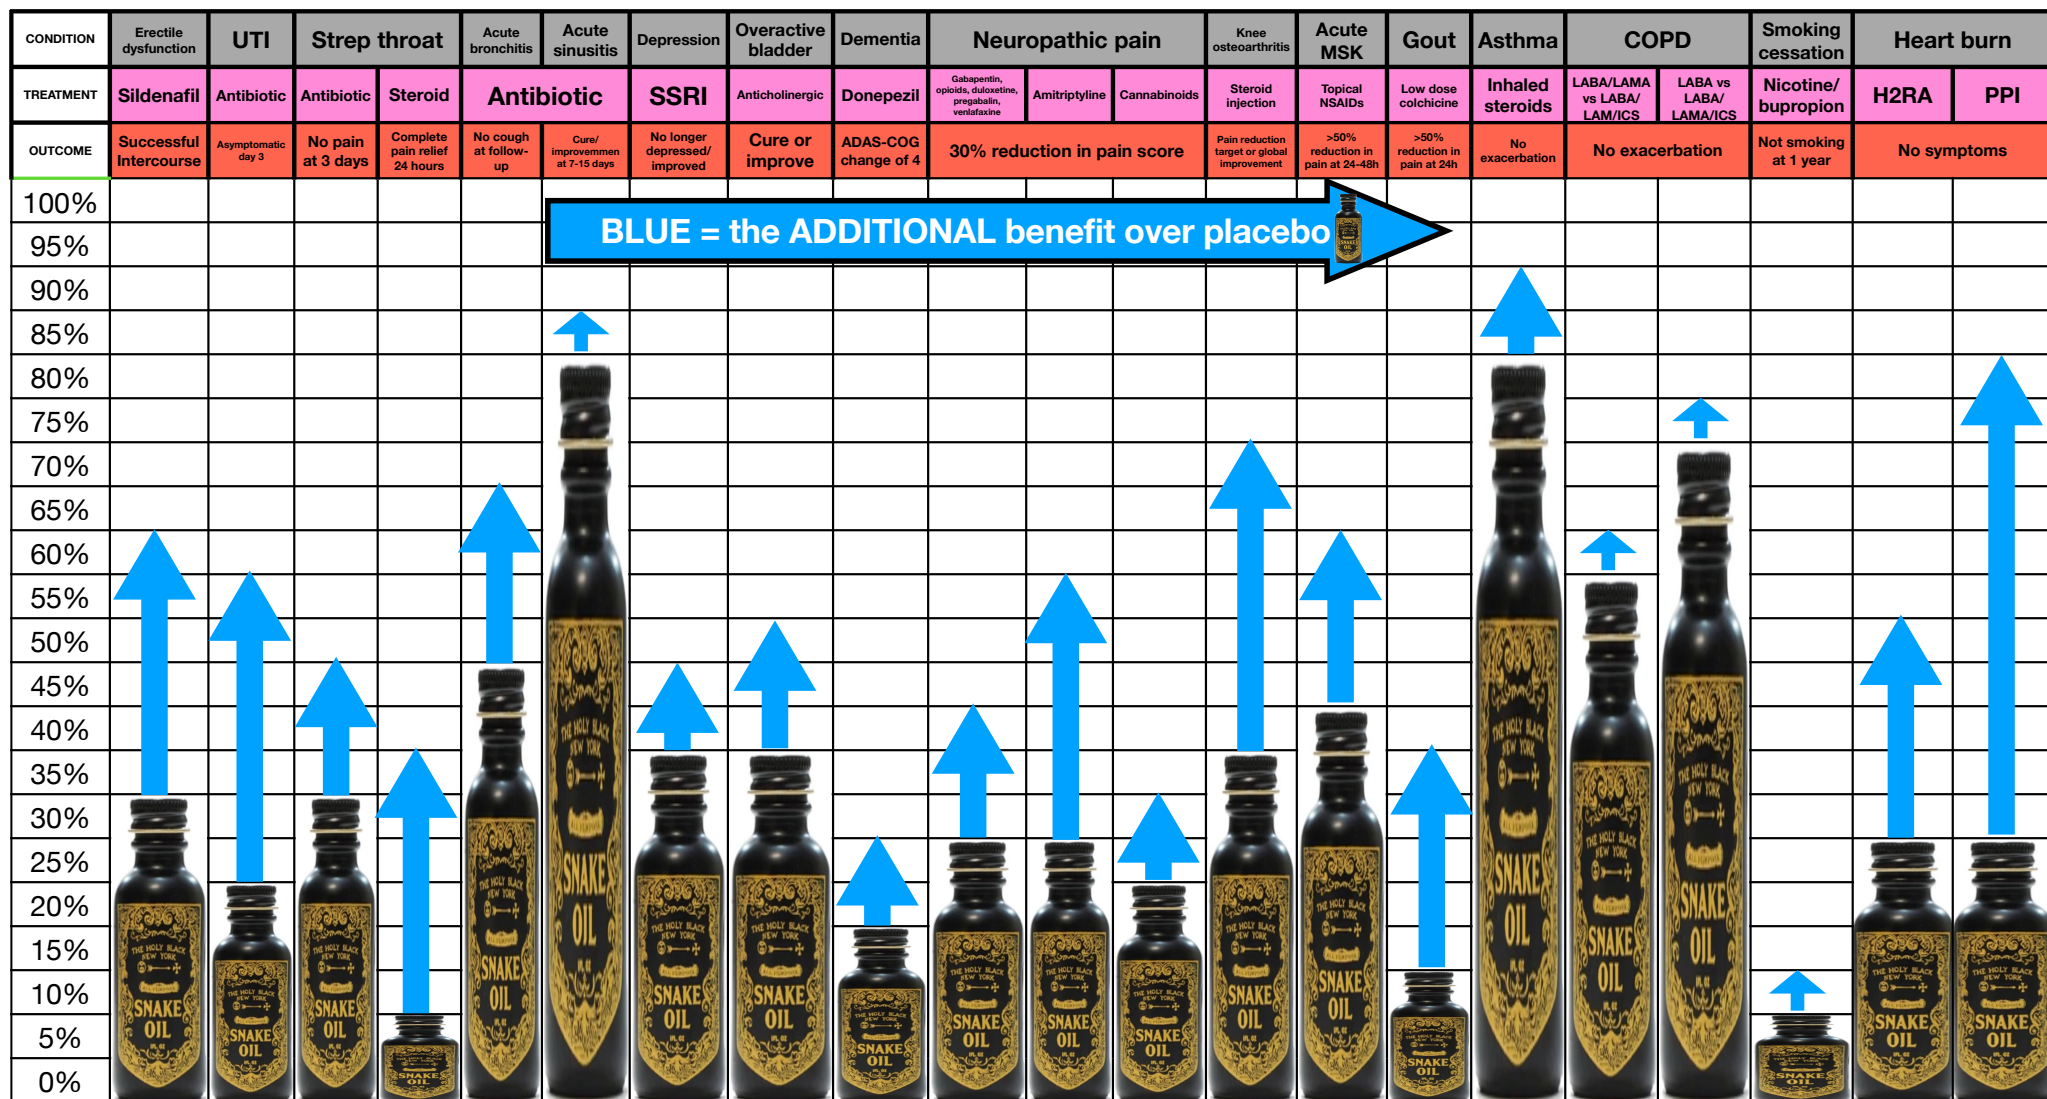 CONDITION
Erectile
dysfunction
UTI
Strep throat
Acute
bronchitis
Acute
sinusitis
Depression
Overactive
bladder
Dementia
Neuropathic pain
Knee
osteoarthritis
Acute
MSK
Gout
Asthma
COPD
Smoking
cessation
Heart burn
TREATMENT
Sildenafil
Antibiotic
Antibiotic
Steroid
Antibiotic
SSRI
Anticholinergic
Donepezil
Gabapentin,
opioids, duloxetine,
pregabalin,
venlafaxine
Amitriptyline
Cannabinoids
Steroid
injection
Topical
NSAIDs
Low dose
colchicine
Inhaled
steroids
LABA/LAMA
vs LABA/
LAM/ICS
LABA vs
LABA/
LAMA/ICS
Nicotine/
bupropion
H2RA
PPI
OUTCOME
Successful
Intercourse
Asymptomatic
day 3
No pain
at 3 days
Complete
pain relief
24 hours
No cough
at follow-
up
Cure/
improvemmen
at 7-15 days
No longer
depressed/
improved
Cure or
improve
ADAS-COG
change of 4
30% reduction in pain score
Pain reduction
target or global
improvement
>50%
reduction in
pain at 24-48h
>50%
reduction in
pain at 24h
No
exacerbation
No exacerbation
Not smoking
at 1 year
No symptoms
100%
BLUE = the ADDITIONAL benefit over placebo
95%
90%
85%
80%
75%
70%
65%
60%
55%
50%
45%
40%
35%
30%
25%
20%
15%
10%
5%
0%
THE HOLY BLACK
NEW YORK
SNAKE
OIL